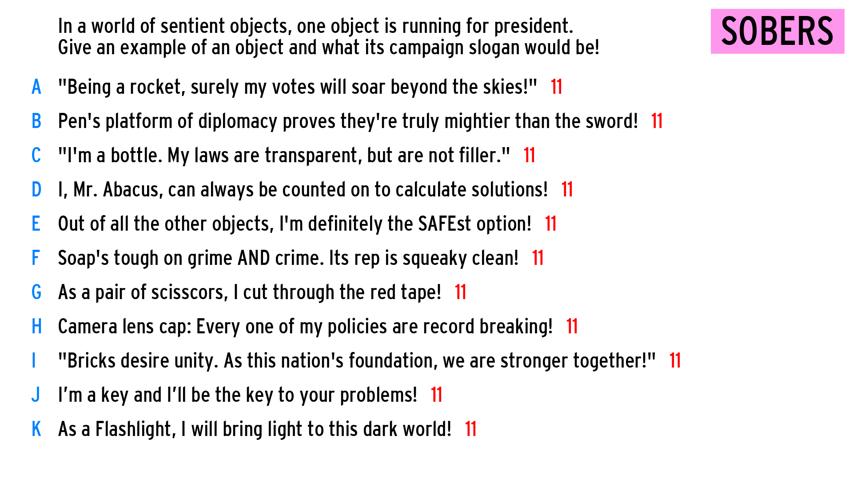 In a world of sentient objects, one object is running for president.
Give an example of an object and what its campaign slogan would be!
SOBERS
A "Being a rocket, surely my votes will soar beyond the skies!" 11
B Pen's platform of diplomacy proves they're truly mightier than the sword! 11
C "I'm a bottle. My laws are transparent, but are not filler." 11
D I, Mr. Abacus, can always be counted on to calculate solutions! 11
E Out of all the other objects, I'm definitely the SAFEst option! 11
F Soap's tough on grime AND crime. Its rep is squeaky clean! 11
G As a pair of scisscors, I cut through the red tape! 11
H Camera lens cap: Every one of my policies are record breaking! 11
I "Bricks desire unity. As this nation's foundation, we are stronger together!" 11
J I’m a key and I’ll be the key to your problems! 11
K As a Flashlight, I will bring light to this dark world! 11